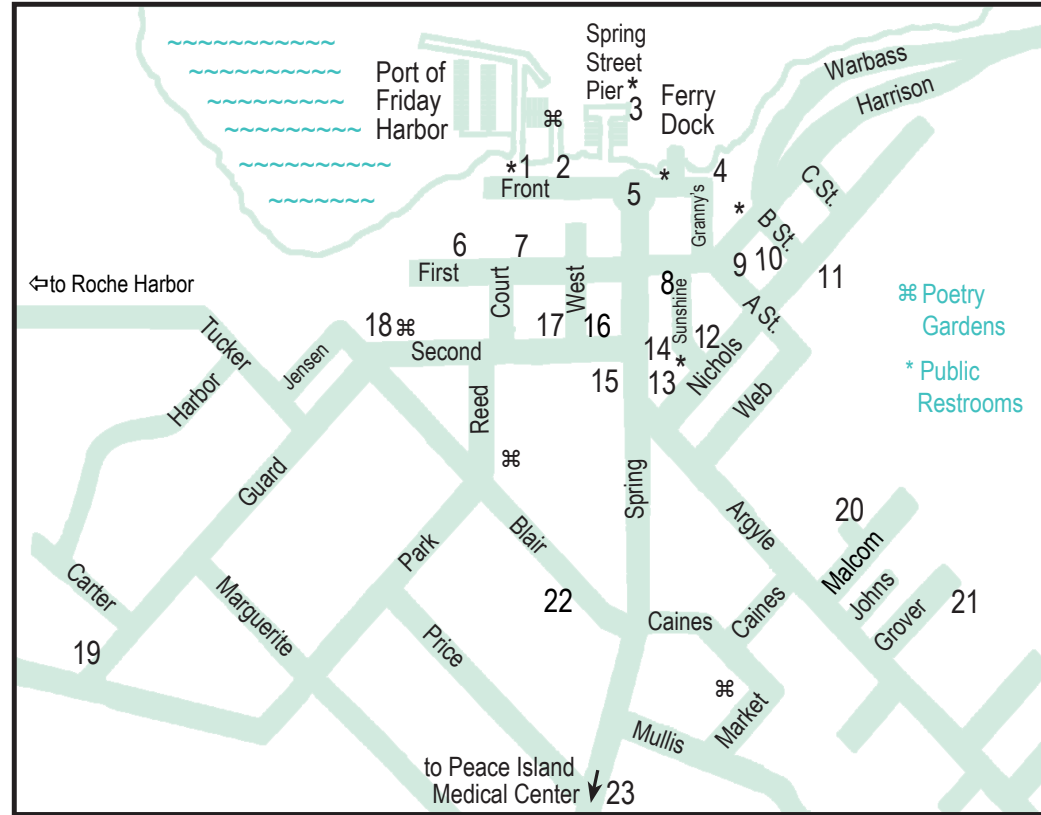 Spring
Street
Pier *
3
Port of
Friday
Harbor
⌘
Ferry
Dock
Warbass
Harrison
*1
2
Front
5
*
4
Granny's
*
C St.
B St.
6
7
First
Court
West
8
Sunshine
9
10
11
A St.
⇦to Roche Harbor
⌘ Poetry
Gardens
* Public
Restrooms
Tucker
Jensen
Harbor
18⌘
Second
17
16
14
12
15
13
*
Nichols
Web
Reed
⌘
Guard
Spring
Argyle
Park
Blair
20
Malcom
Johns
Grover
21
Carter
Marguerite
22
Price
Caines
Caines
19
⌘
Market
Mullis
to Peace Island
Medical Center
23